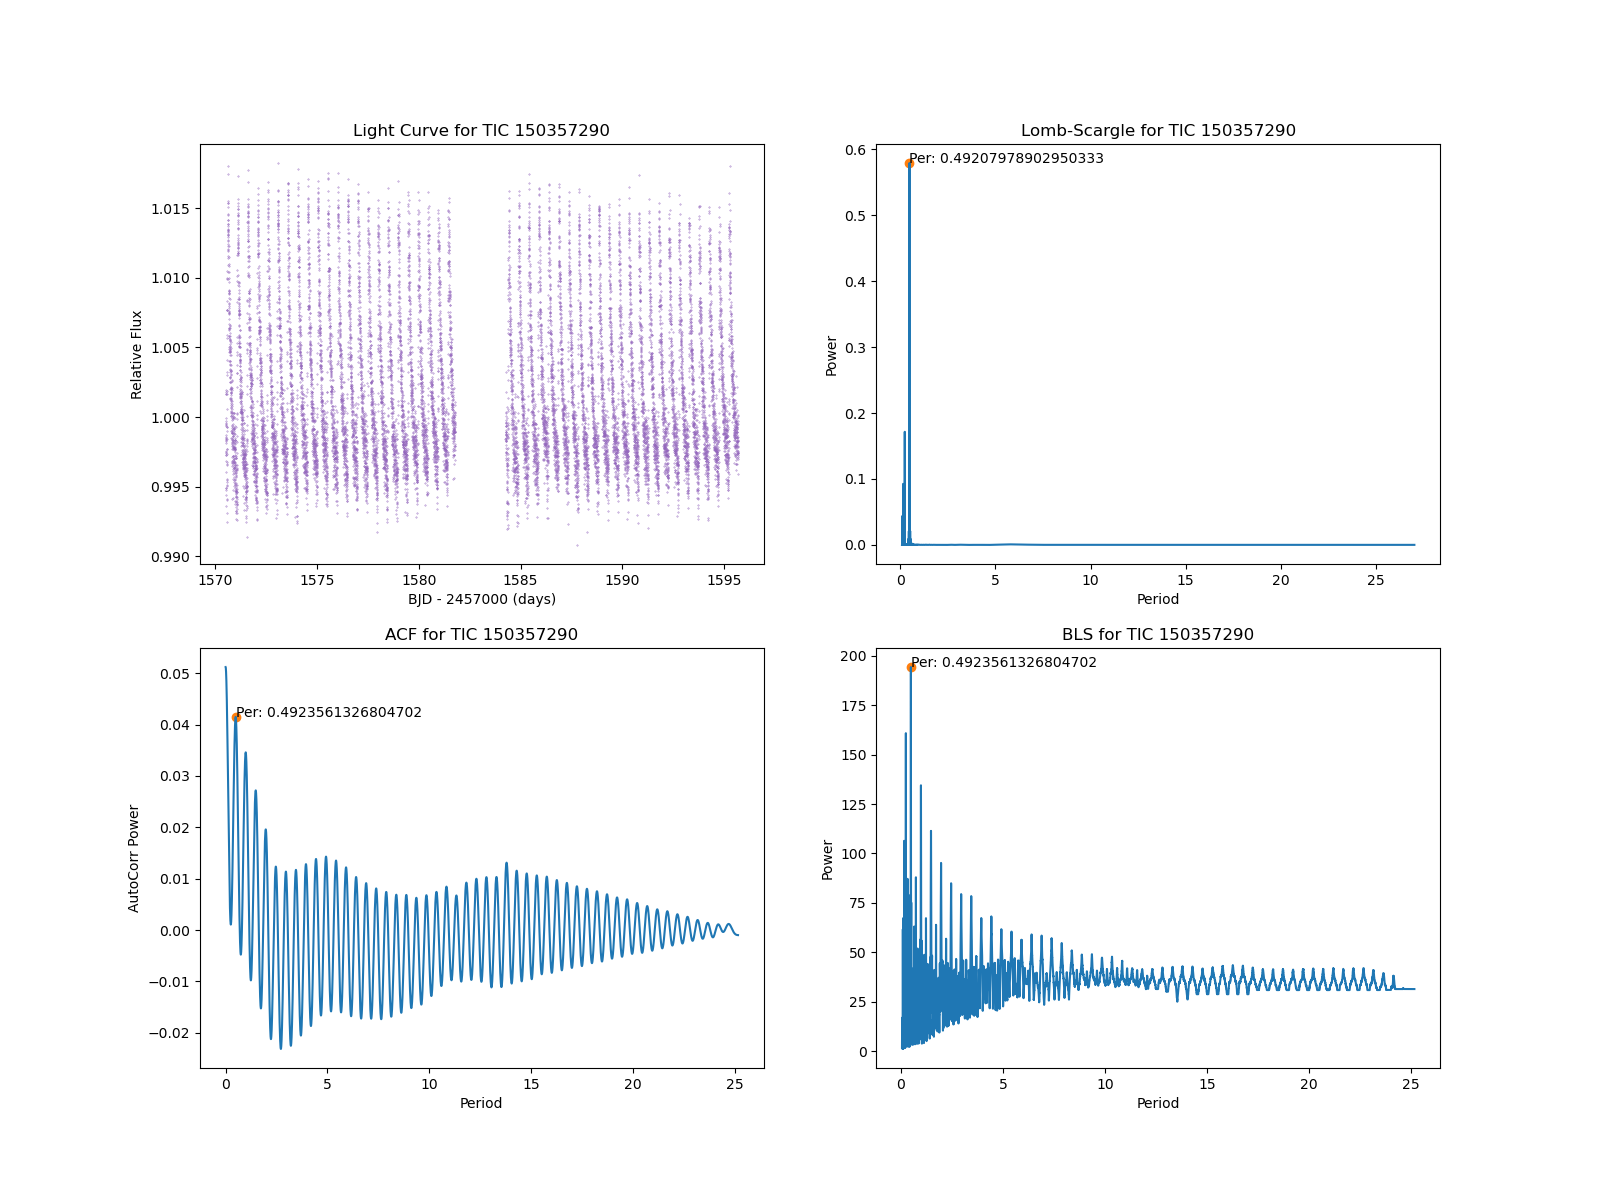 Light Curve for TIC 150357290
1.015
1.010
1.005
1.000
0.995
0.990
Relative Flux
1570 1575 1580 1585 1590 1595
BJD - 2457000 (days)
Lomb-Scargle for TIC 150357290
Per: 0.49207978902950333
0.6
0.5
0.4
0.3
0.2
0.1
0.0
Power
0 5 10 15 20 25
Period
ACF for TIC 150357290
Per: 0.4923561326804702
0.05
0.04
0.03
0.02
0.01
0.00
−0.01
−0.02
AutoCorr Power
0 5 10 15 20 25
Period
BLS for TIC 150357290
Per: 0.4923561326804702
200
175
150
125
100
75
50
25
0
Power
0 5 10 15 20 25
Period